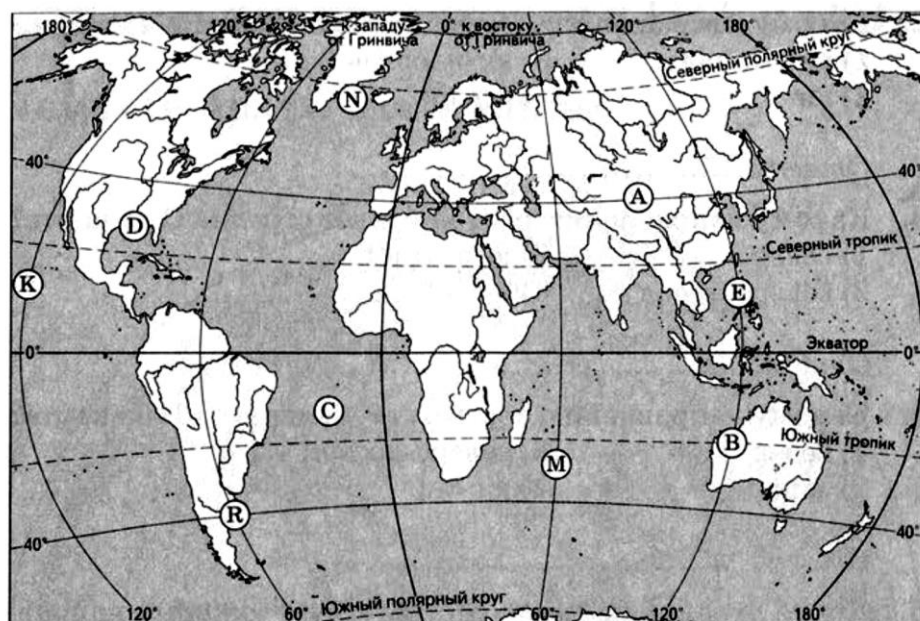 180° 120° к западу от Гринвича 0° к востоку от Гринвича 120° 180°
Северный полярный круг
N
40° 40°
A
D
Северный тропик
K
E
0° Экватор 0°
C
B
Южный тропик
M
R
40° 40°
Южный полярный круг
120° 60° 60° 120° 180°